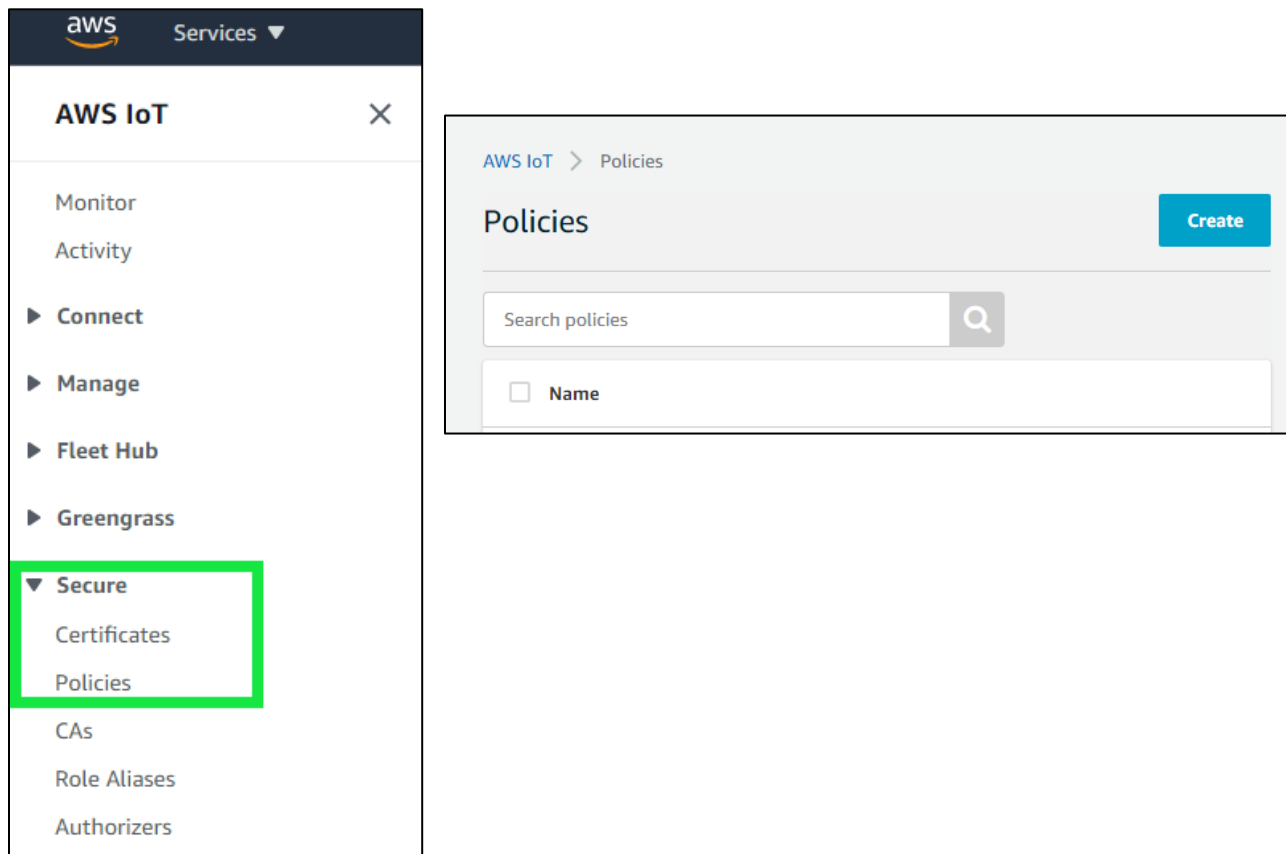 aws Services
AWS IoT
Monitor
Activity
Connect
Manage
Fleet Hub
Greengrass
Secure
Certificates
Policies
CAs
Role Aliases
Authorizers
AWS IoT > Policies
Policies
Create
Search policies
Name